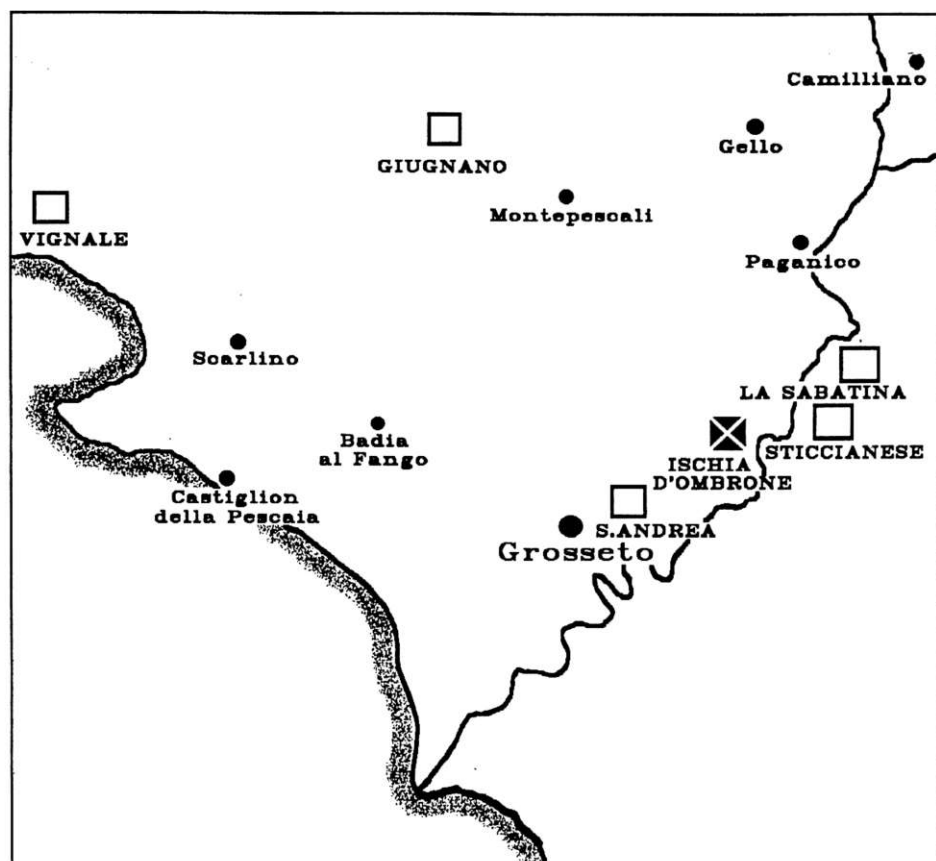 Camilliano
Gello
GIUGNANO
Montepescali
VIGNALE
Paganico
Scarlino
LA SABATINA
Badia
al Fango
STICCIANESE
ISCHIA
D'OMBRONE
Castiglion
della Pescaia
S.ANDREA
Grosseto